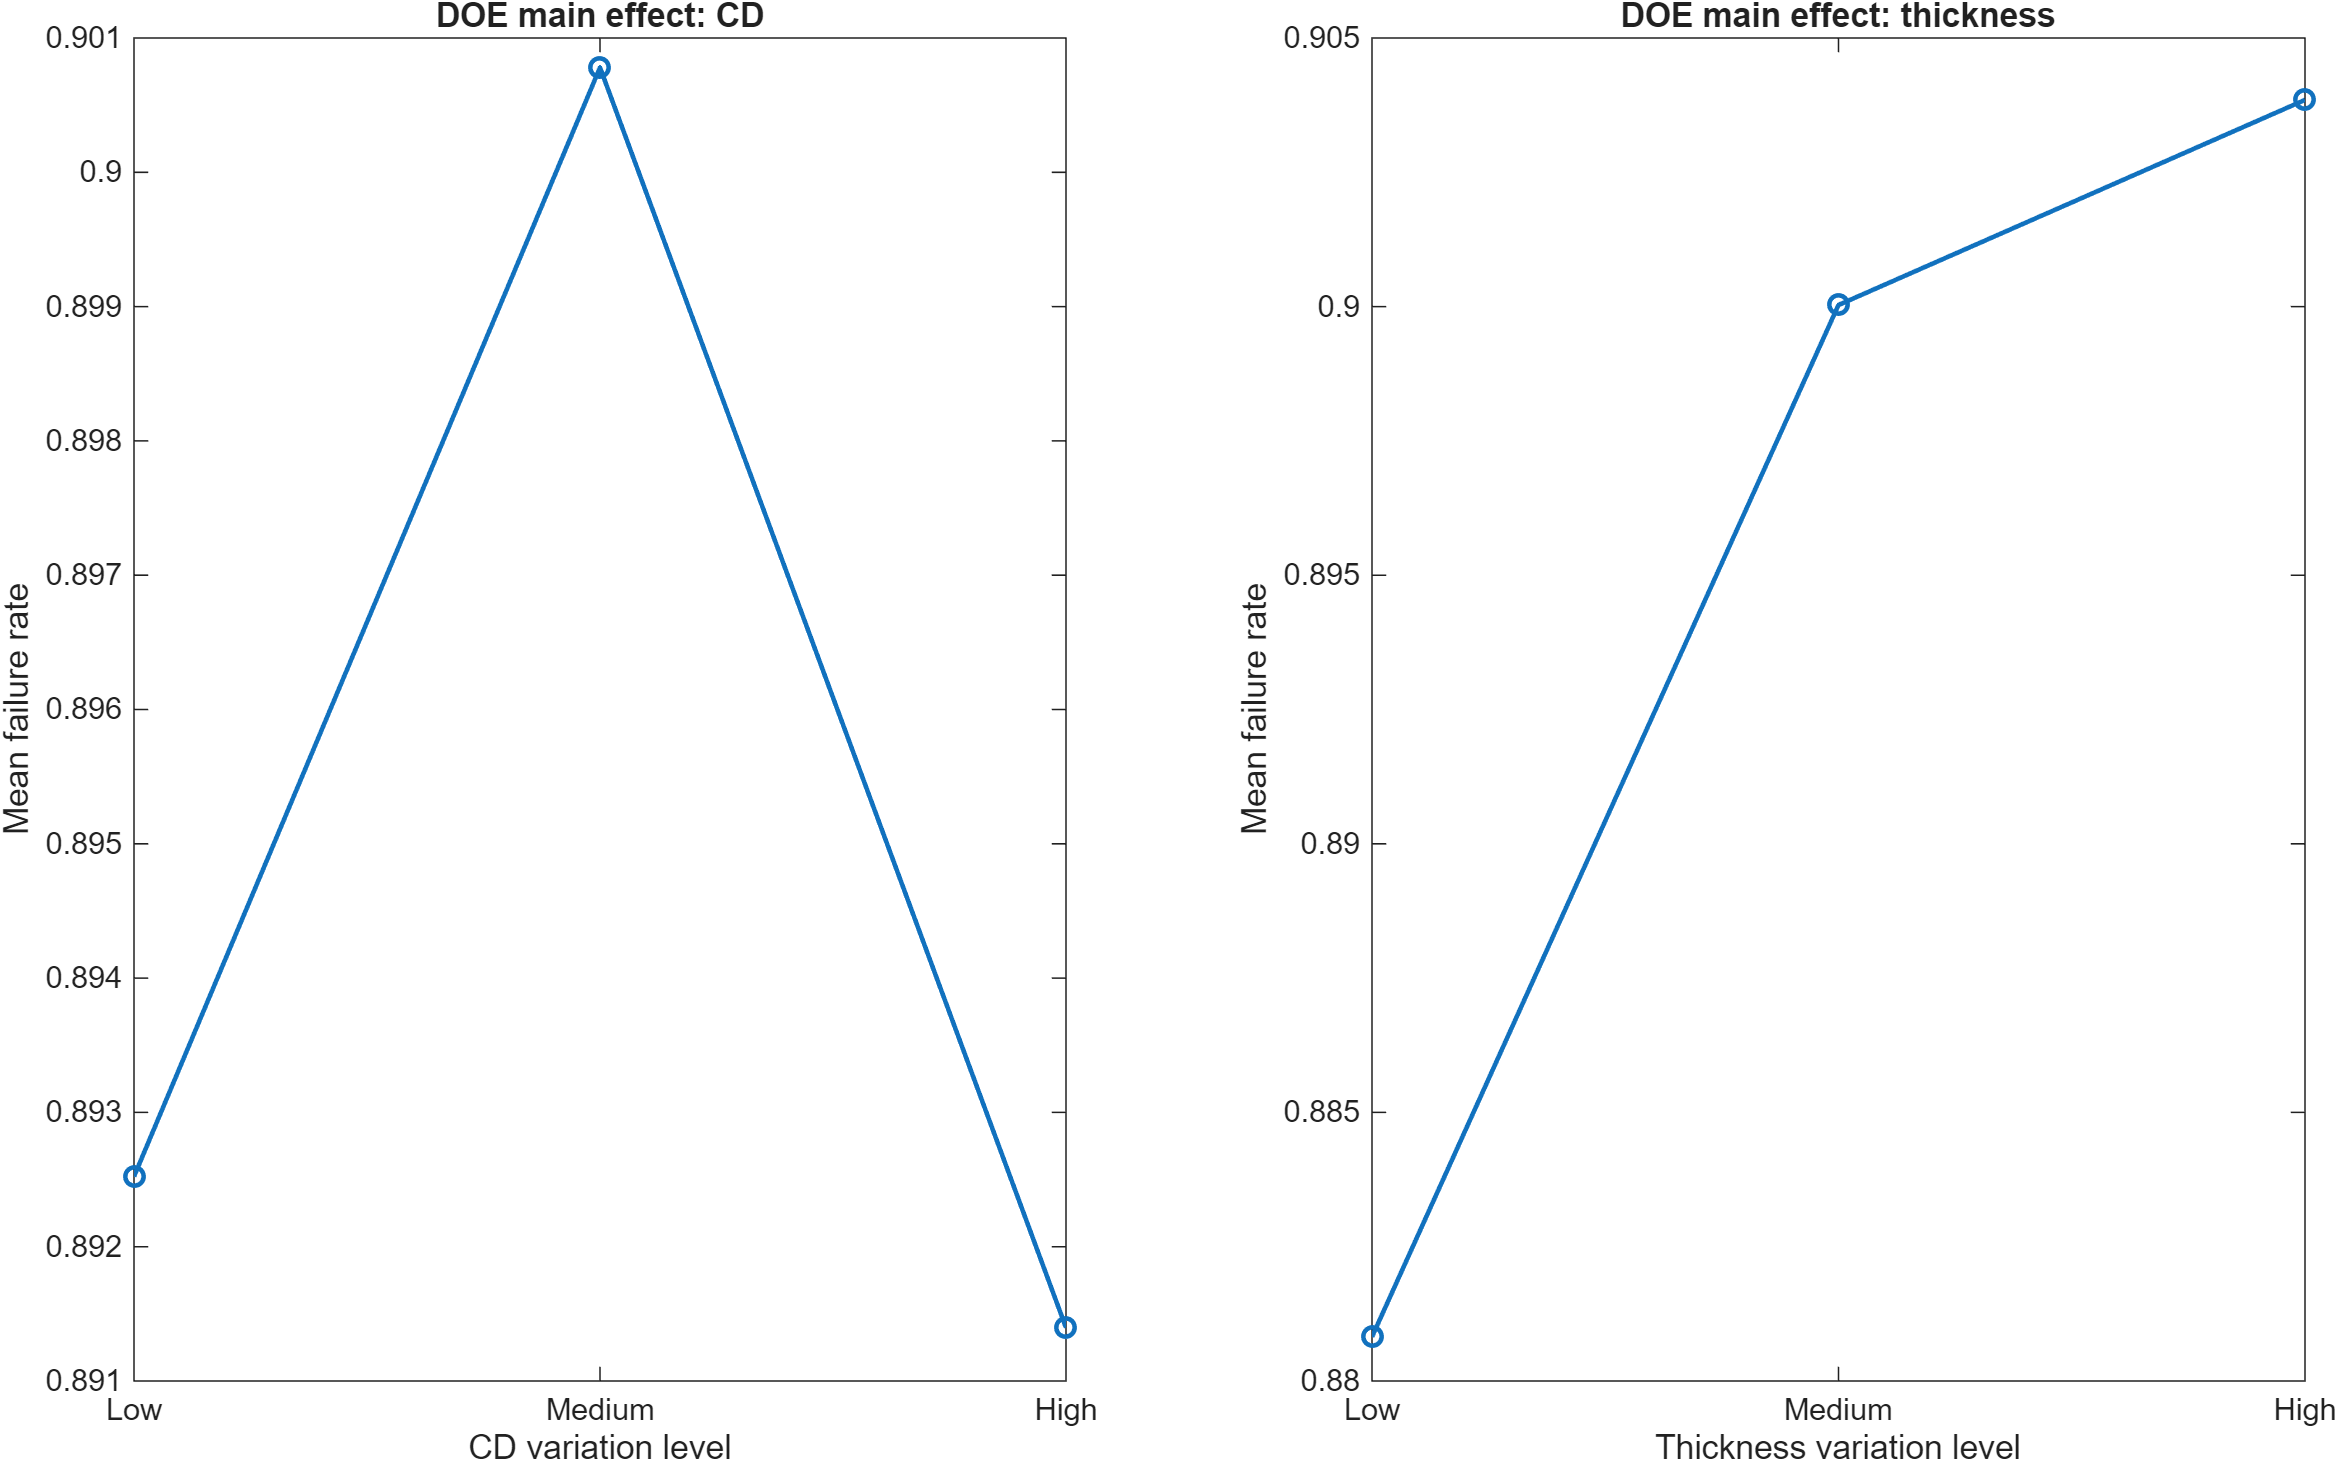 DOE main effect: CD
0.901
0.9
0.899
0.898
0.897
0.896
0.895
0.894
0.893
0.892
0.891
Mean failure rate
Low Medium High
CD variation level
DOE main effect: thickness
0.905
0.9
0.895
0.89
0.885
0.88
Mean failure rate
Low Medium High
Thickness variation level